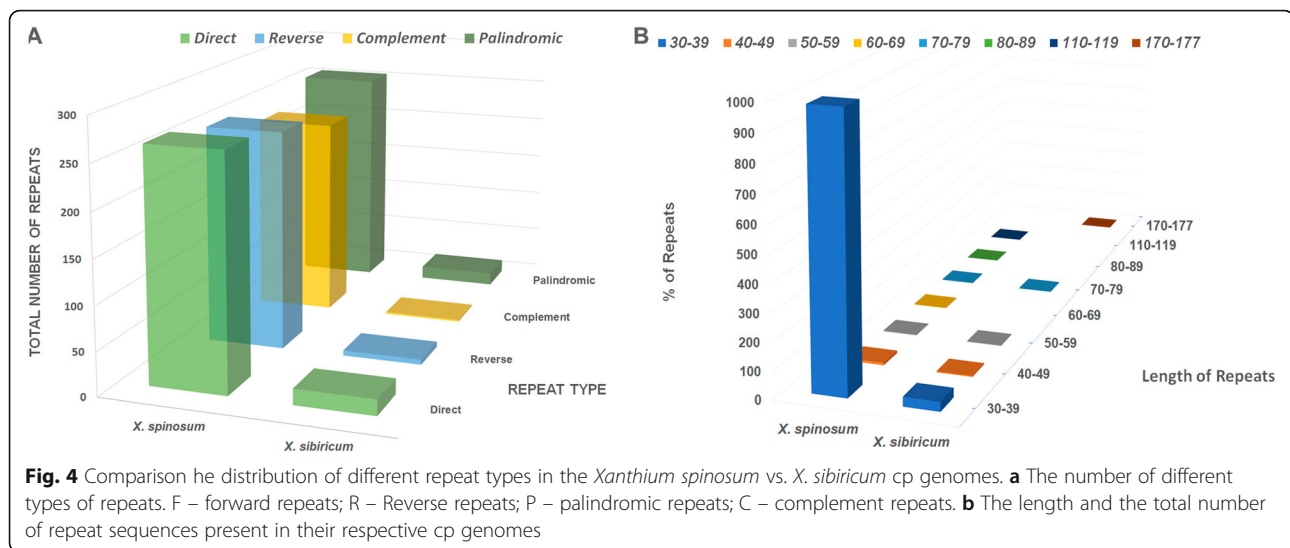 A
Direct Reverse Complement Palindromic
TOTAL NUMBER OF REPEATS
300
250
200
150
100
50
0
Palindromic
Complement
Reverse
Direct
REPEAT TYPE
X. spinosum
X. sibiricum
B
30-39 40-49 50-59 60-69 70-79 80-89 110-119 170-177
% of Repeats
1000
900
800
700
600
500
400
300
200
100
0
170-177
110-119
80-89
70-79
60-69
50-59
40-49
30-39
Length of Repeats
X. spinosum
X. sibiricum
Fig. 4 Comparison he distribution of different repeat types in the Xanthium spinosum vs. X. sibiricum cp genomes. a The number of different
types of repeats. F – forward repeats; R – Reverse repeats; P – palindromic repeats; C – complement repeats. b The length and the total number
of repeat sequences present in their respective cp genomes